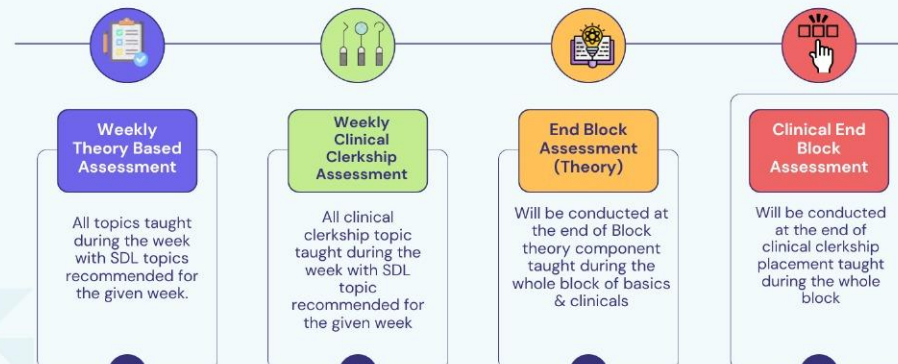 Weekly
Theory Based
Assessment
All topics taught
during the week
with SDL topics
recommended for
the given week.
Weekly
Clinical
Clerkship
Assessment
All clinical
clerkship topic
taught during the
week with SDL
topic
recommended for
the given week
End Block
Assessment
(Theory)
Will be conducted at
the end of Block
theory component
taught during the
whole block of basics
& clinicals
Clinical End
Block
Assessment
Will be conducted
at the end of
clinical clerkship
placement taught
during the whole
block